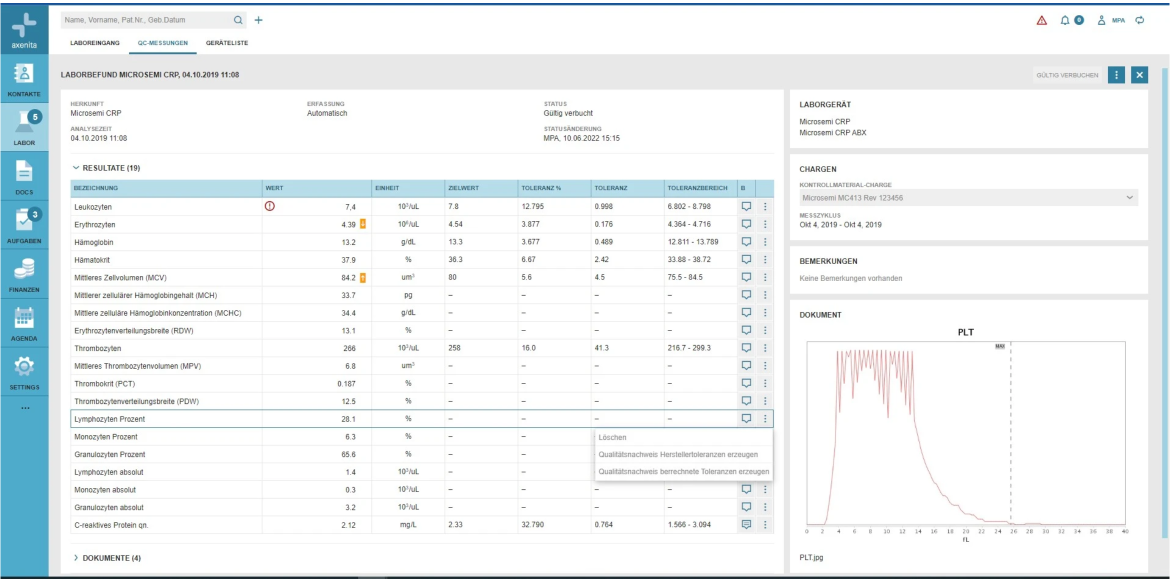 Name, Vorname, Pat.Nr., Geb.Datum
0 MPA
axenita
LABOREINGANG QC-MESSUNGEN GERÄTELISTE
KONTAKTE
5
LABOR
DOCS
3
AUFGABEN
FINANZEN
AGENDA
SETTINGS
...
LABORBEFUND MICROSEMI CRP, 04.10.2019 11:08
GÜLTIG VERBUCHEN
HERKUNFT ERFASSUNG STATUS
Microsemi CRP Automatisch Gültig verbucht
ANALYSEZEIT STATUSÄNDERUNG
04.10.2019 11:08 MPA, 10.06.2022 15:15
RESULTATE (19)
BEZEICHNUNG WERT EINHEIT ZIELWERT TOLERANZ % TOLERANZ TOLERANZBEREICH B
Leukozyten 7,4 10³/uL 7.8 12.795 0.998 6.802 - 8.798
Erythrozyten 4.39 10⁶/uL 4.54 3.877 0.176 4.364 - 4.716
Hämoglobin 13.2 g/dL 13.3 3.677 0.489 12.811 - 13.789
Hämatokrit 37.9 % 36.3 6.67 2.42 33.88 - 38.72
Mittleres Zellvolumen (MCV) 84.2 um³ 80 5.6 4.5 75.5 - 84.5
Mittlerer zellulärer Hämoglobingehalt (MCH) 33.7 pg – – – –
Mittlere zelluläre Hämoglobinkonzentration (MCHC) 34.4 g/dL – – – –
Erythrozytenverteilungsbreite (RDW) 13.1 % – – – –
Thrombozyten 266 10³/uL 258 16.0 41.3 216.7 - 299.3
Mittleres Thrombozytenvolumen (MPV) 6.8 um³ – – – –
Thrombokrit (PCT) 0.187 % – – – –
Thrombozytenverteilungsbreite (PDW) 12.5 % – – – –
Lymphozyten Prozent 28.1 % – – – –
Monozyten Prozent 6.3 % – –
Granulozyten Prozent 65.6 % – –
Lymphozyten absolut 1.4 10³/uL – –
Monozyten absolut 0.3 10³/uL – – – –
Granulozyten absolut 3.2 10³/uL – – – –
C-reaktives Protein qn. 2.12 mg/L 2.33 32.790 0.764 1.566 - 3.094
Löschen
Qualitätsnachweis Herstellertoleranzen erzeugen
Qualitätsnachweis berrechnete Toleranzen erzeugen
DOKUMENTE (4)
LABORGERÄT
Microsemi CRP
Microsemi CRP ABX
CHARGEN
KONTROLLMATERIAL-CHARGE
Microsemi MC413 Rev 123456
MESSZYKLUS
Okt 4, 2019 - Okt 4, 2019
BEMERKUNGEN
Keine Bemerkungen vorhanden
DOKUMENT
PLT
0 2 4 6 8 10 12 14 16 18 20 22 24 26 28 30 32 34 36 38 40
fL
PLT.jpg